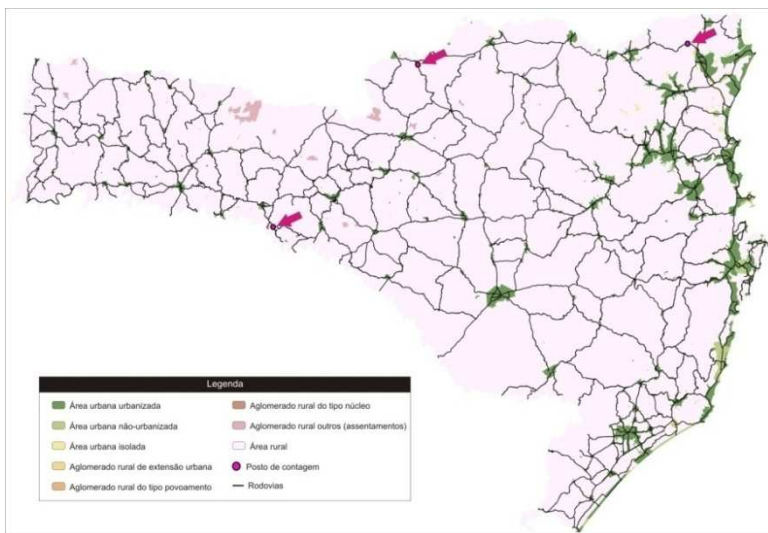 Legenda
Área urbana urbanizada
Área urbana não-urbanizada
Área urbana isolada
Aglomerado rural de extensão urbana
Aglomerado rural do tipo povoamento
Aglomerado rural do tipo núcleo
Aglomerado rural outros (assentamentos)
Área rural
Posto de contagem
Rodovias